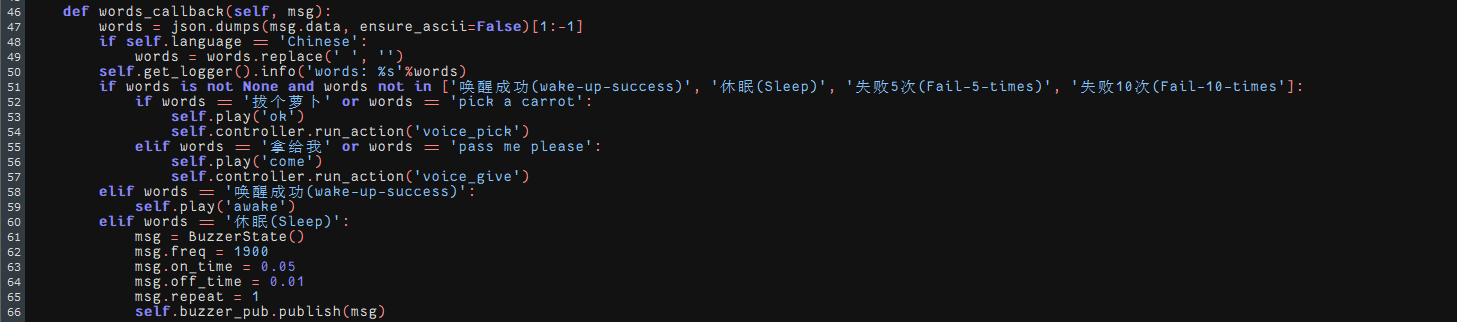 46 def words_callback(self, msg):
47 words = json.dumps(msg.data, ensure_ascii=False)[1:-1]
48 if self.language == 'Chinese':
49 words = words.replace(' ', '')
50 self.get_logger().info('words: %s'%words)
51 if words is not None and words not in ['唤醒成功(wake-up-success)', '休眠(Sleep)', '失败5次(Fail-5-times)', '失败10次(Fail-10-times']:
52 if words == '拔个萝卜' or words == 'pick a carrot':
53 self.play('ok')
54 self.controller.run_action('voice_pick')
55 elif words == '拿给我' or words == 'pass me please':
56 self.play('come')
57 self.controller.run_action('voice_give')
58 elif words == '唤醒成功(wake-up-success)':
59 self.play('awake')
60 elif words == '休眠(Sleep)':
61 msg = BuzzerState()
62 msg.freq = 1900
63 msg.on_time = 0.05
64 msg.off_time = 0.01
65 msg.repeat = 1
66 self.buzzer_pub.publish(msg)